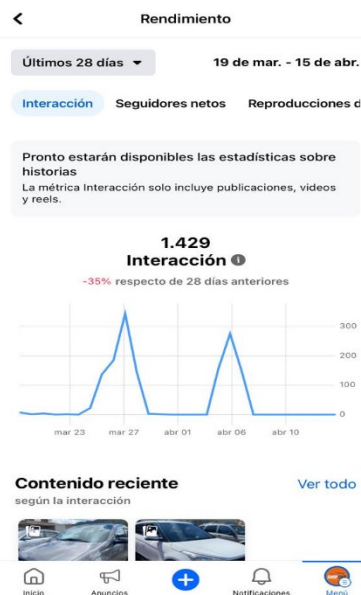 Rendimiento
Últimos 28 días
19 de mar. - 15 de abr.
Interacción Seguidores netos Reproducciones d
Pronto estarán disponibles las estadísticas sobre
historias
La métrica Interacción solo incluye publicaciones, videos
y reels.
1.429
Interacción
-35% respecto de 28 días anteriores
300
200
100
0
mar 23 mar 27 abr 01 abr 06 abr 10
Contenido reciente
Ver todo
según la interacción
Inicio Anuncios Notificaciones Menú